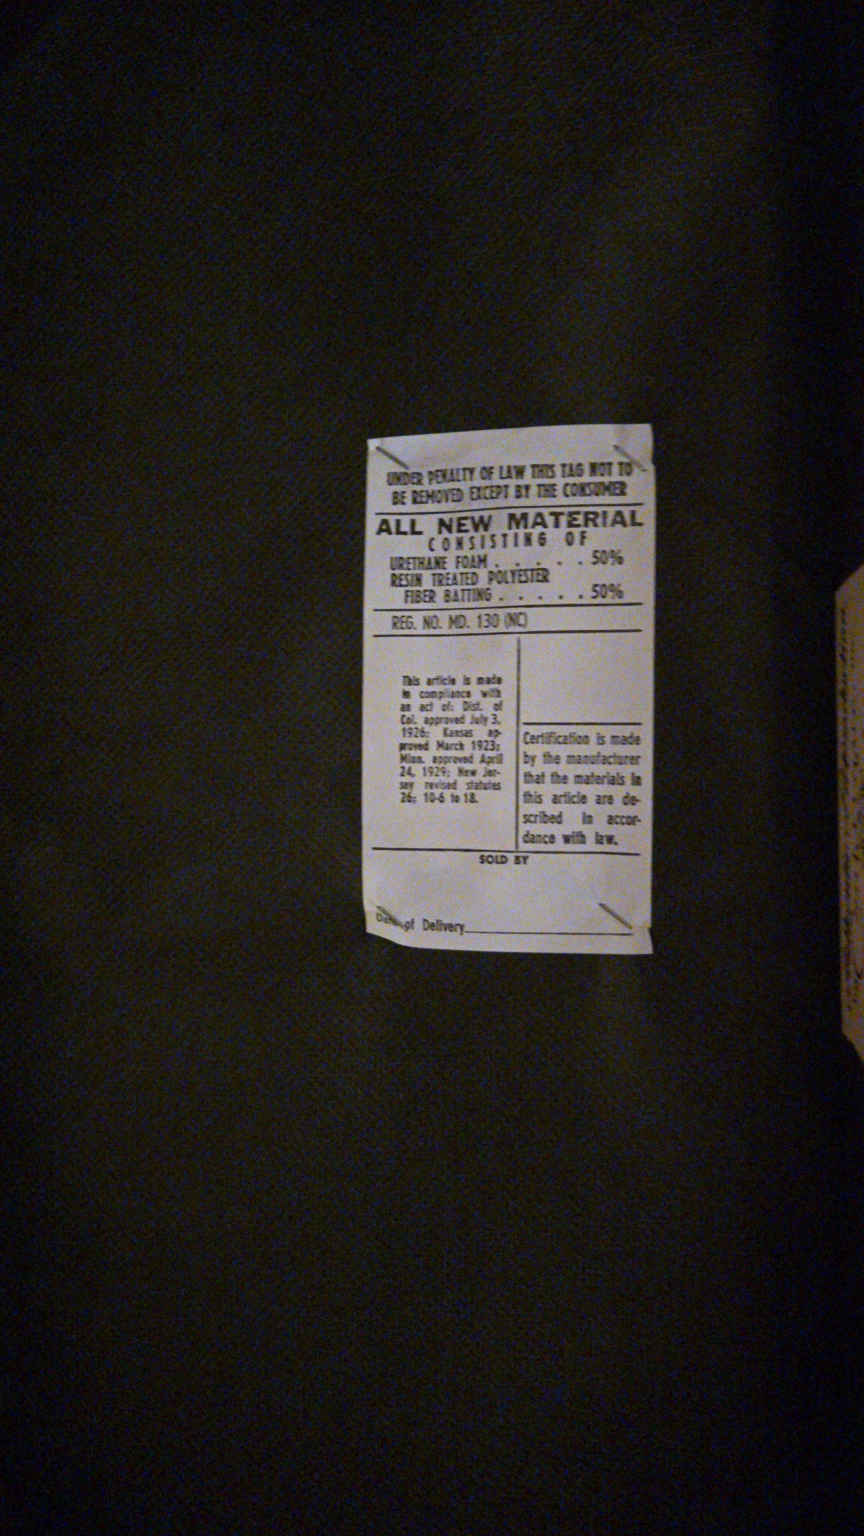 UNDER PENALTY OF LAW THIS TAG NOT TO
BE REMOVED EXCEPT BY THE CONSUMER
ALL NEW MATERIAL
CONSISTING OF
URETHANE FOAM . . . . . . 50%
RESIN TREATED POLYESTER
FIBER BATTING . . . . . 50%
REG. NO. MD. 130 (NC)
This article is made
in compliance with
an act of: Dist. of
Col. approved July 3,
1926; Kansas ap-
proved March 1923;
Minn. approved April
24, 1929; New Jer-
sey revised statutes
26: 10-6 to 18.
Certification is made
by the manufacturer
that the materials in
this article are de-
scribed in accor-
dance with law.
SOLD BY
Date of Delivery